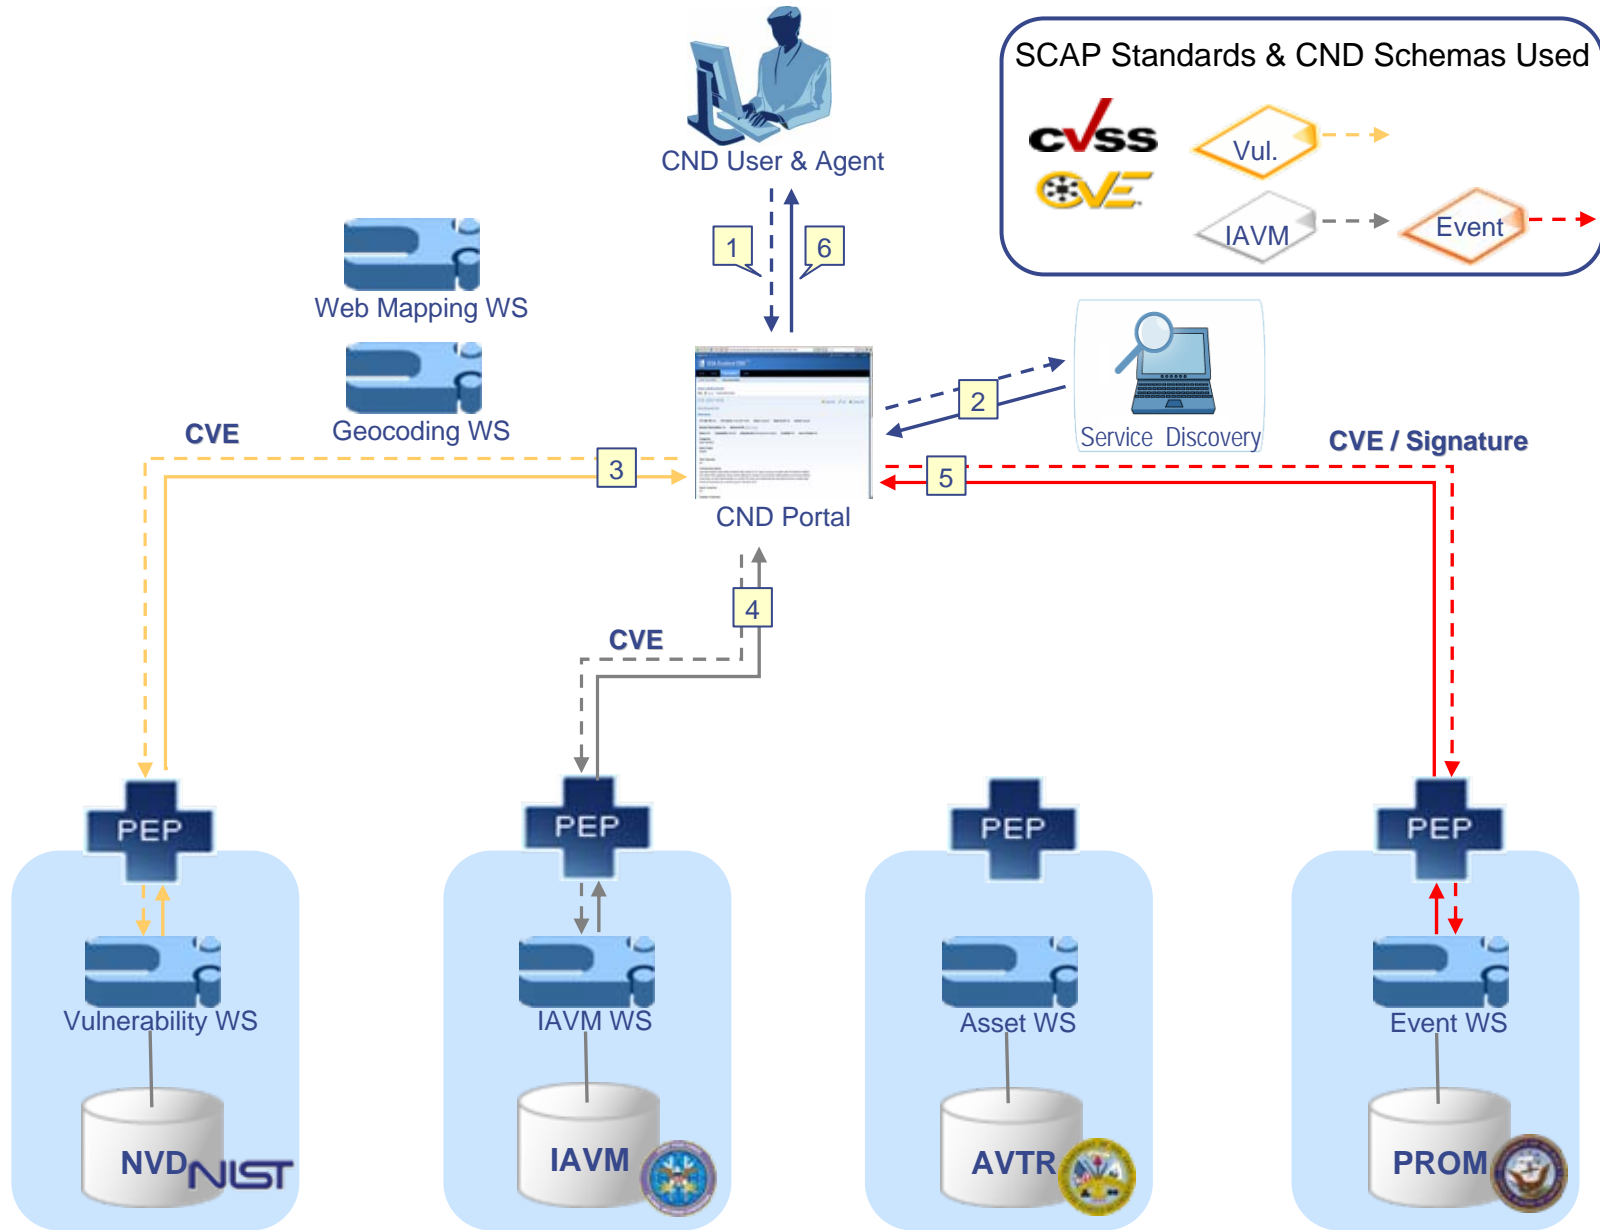 SCAP Standards & CND Schemas Used
CVSS
Vul.
CVE
IAVM
Event
CND User & Agent
1
6
Web Mapping WS
2
Service Discovery
Geocoding WS
CVE
CVE / Signature
3
5
CND Portal
4
CVE
PEP
PEP
PEP
PEP
Vulnerability WS
IAVM WS
Asset WS
Event WS
NVD
NIST
IAVM
AVTR
PROM